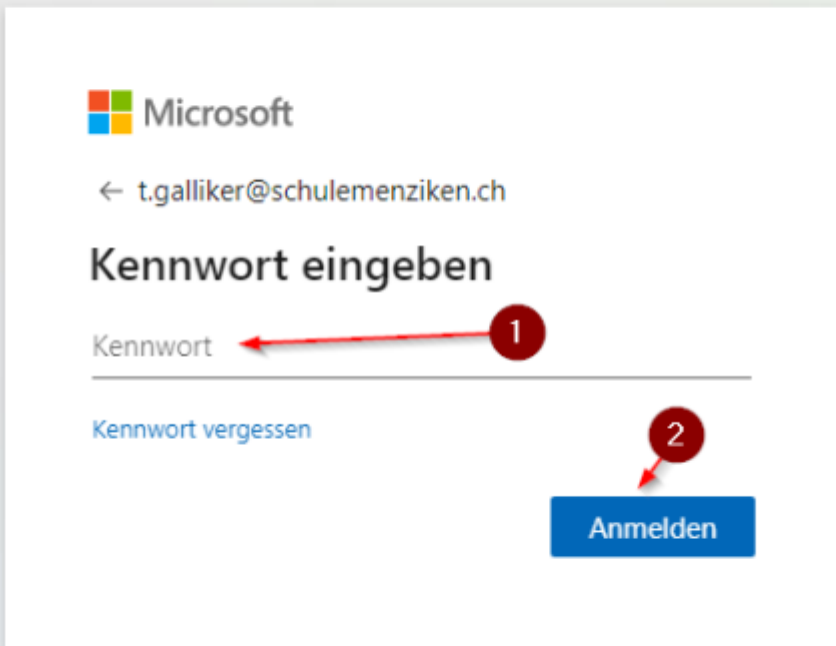 Microsoft
← t.galliker@schulemenziken.ch
Kennwort eingeben
Kennwort
1
Kennwort vergessen
2
Anmelden